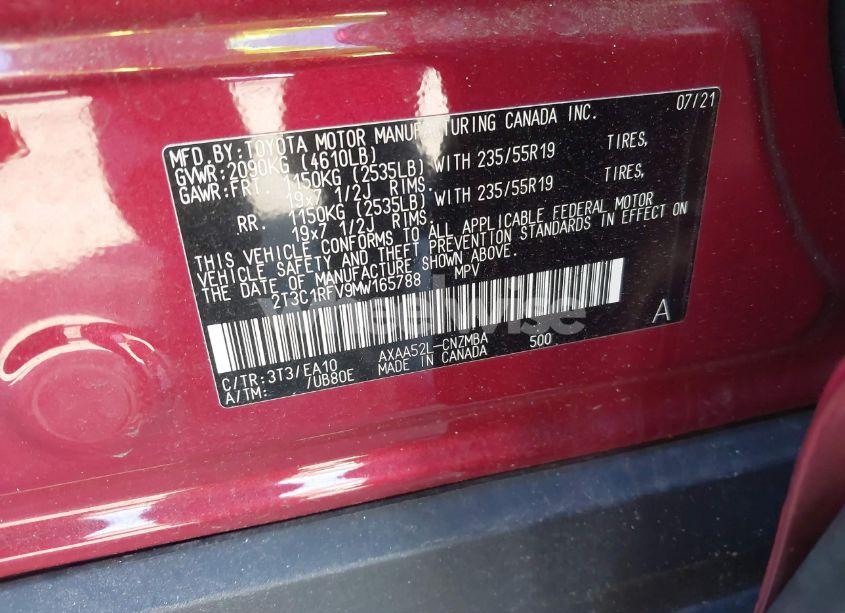 07/21
MFD.BY:TOYOTA MOTOR MANUFACTURING CANADA INC.
GVWR:2090KG (4610LB)
GAWR:FRT. 1150KG (2535LB) WITH 235/55R19 TIRES,
19x7 1/2J RIMS.
RR. 1150KG (2535LB) WITH 235/55R19 TIRES,
19x7 1/2J RIMS.
THIS VEHICLE CONFORMS TO ALL APPLICABLE FEDERAL MOTOR
VEHICLE SAFETY AND THEFT PREVENTION STANDARDS IN EFFECT ON
THE DATE OF MANUFACTURE SHOWN ABOVE.
2T3C1RFV9MW165788 MPV
wheelwise
A
C/TR:3T3/EA10 AXAA52L-CNZMBA 500
A/TM: /UB80E MADE IN CANADA